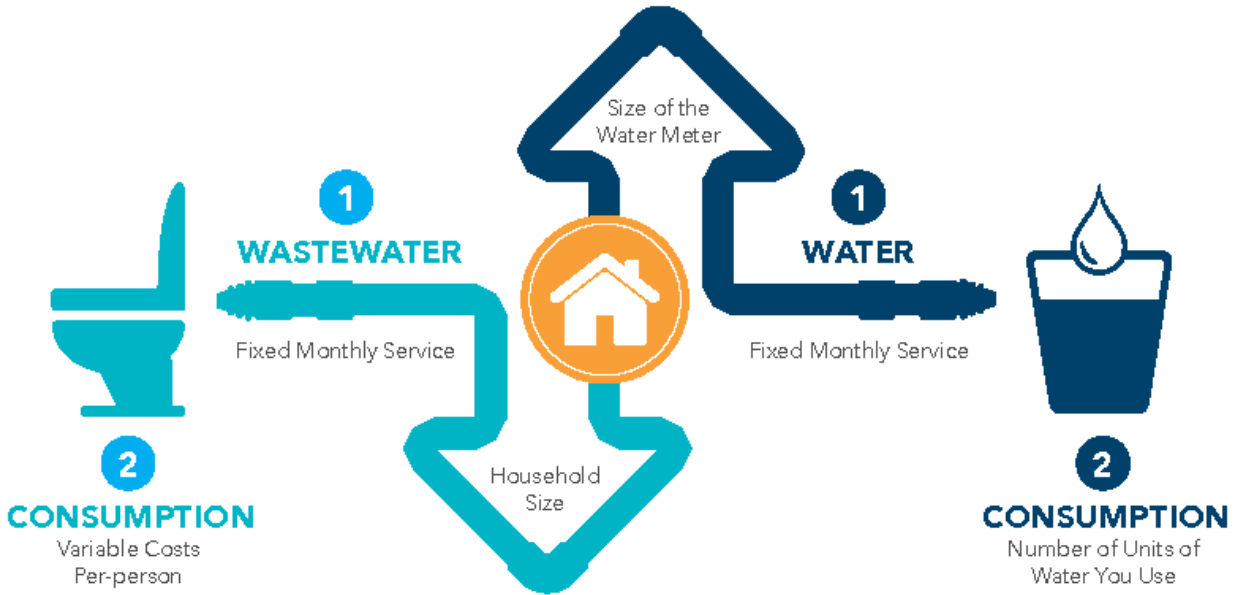 Size of the
Water Meter
1
WASTEWATER
Fixed Monthly Service
1
WATER
Fixed Monthly Service
Household
Size
2
CONSUMPTION
Variable Costs
Per-person
2
CONSUMPTION
Number of Units of
Water You Use